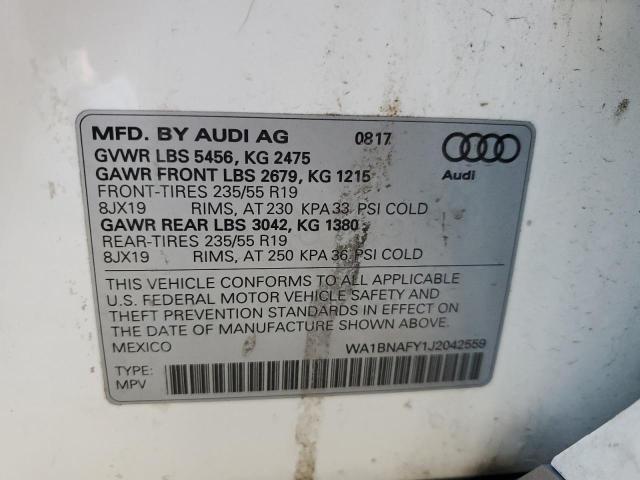 MFD. BY AUDI AG 0817
GVWR LBS 5456, KG 2475
GAWR FRONT LBS 2679, KG 1215
Audi
FRONT-TIRES 235/55 R19
8JX19 RIMS, AT 230 KPA 33 PSI COLD
GAWR REAR LBS 3042, KG 1380
REAR-TIRES 235/55 R19
8JX19 RIMS, AT 250 KPA 36 PSI COLD
THIS VEHICLE CONFORMS TO ALL APPLICABLE
U.S. FEDERAL MOTOR VEHICLE SAFETY AND
THEFT PREVENTION STANDARDS IN EFFECT ON
THE DATE OF MANUFACTURE SHOWN ABOVE.
MEXICO WA1BNAFY1J2042559
TYPE:
MPV